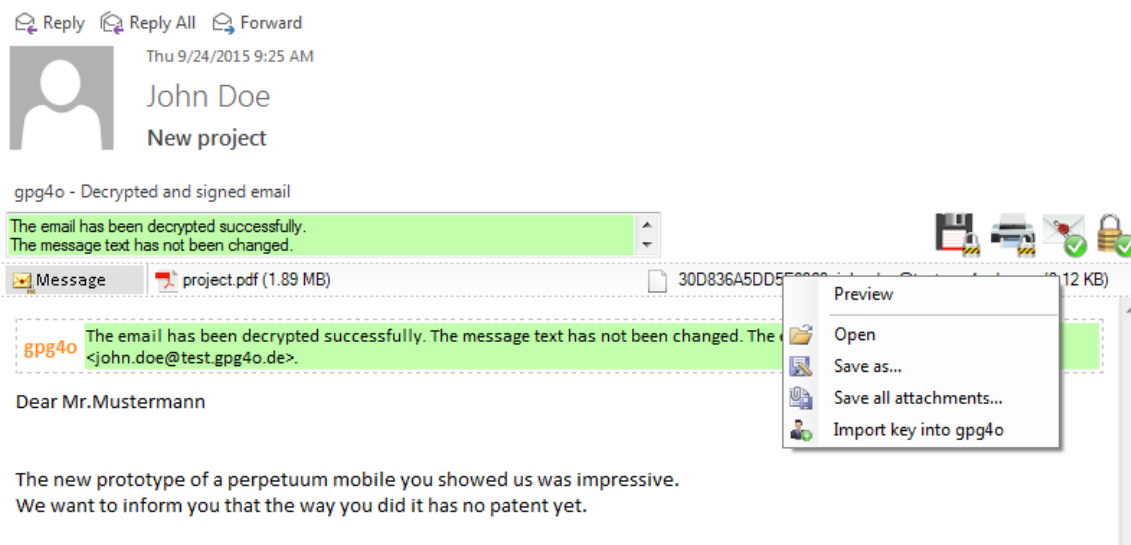 Reply Reply All Forward
Thu 9/24/2015 9:25 AM
John Doe
New project
gpg4o - Decrypted and signed email
The email has been decrypted successfully.
The message text has not been changed.
Message project.pdf (1.89 MB) 30D836A5DD5 12 KB)
Preview
Open
Save as...
Save all attachments...
Import key into gpg4o
gpg4o The email has been decrypted successfully. The message text has not been changed. The
<john.doe@test.gpg4o.de>.
Dear Mr.Mustermann
The new prototype of a perpetuum mobile you showed us was impressive.
We want to inform you that the way you did it has no patent yet.